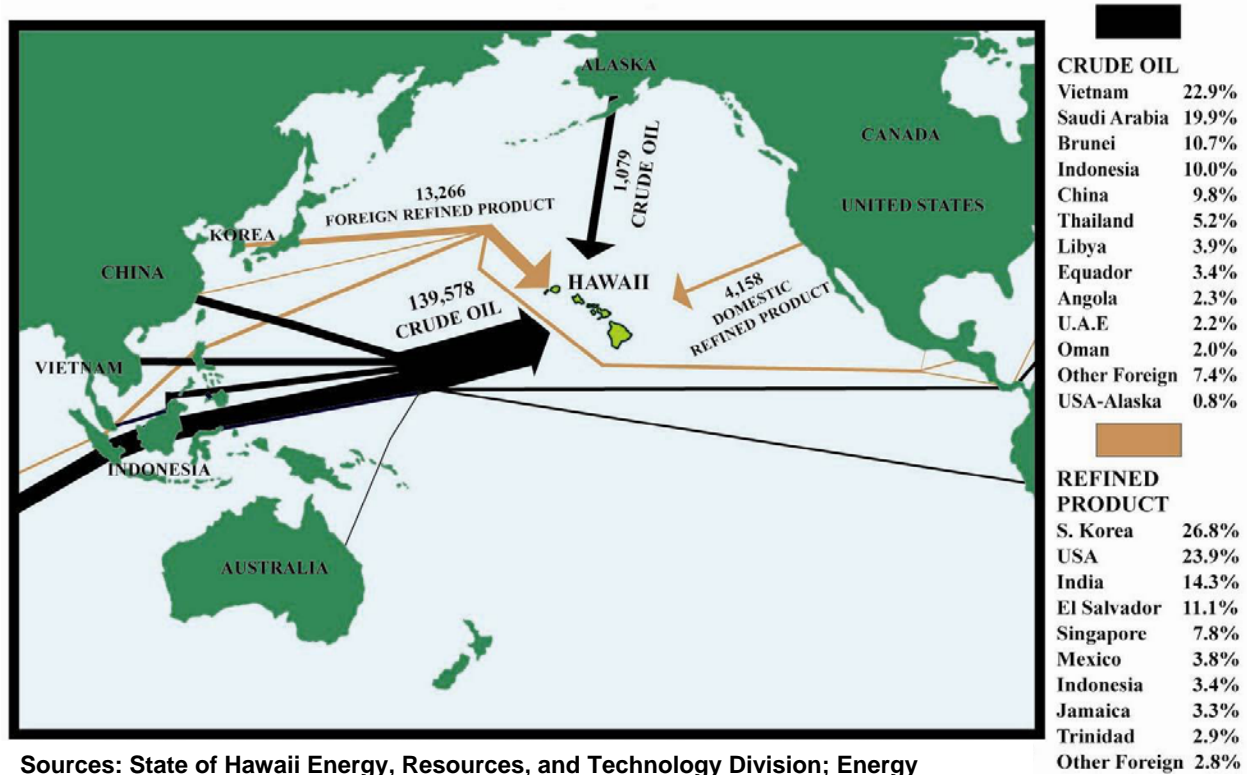 ALASKA
CANADA
UNITED STATES
1,079
CRUDE OIL
13,266
FOREIGN REFINED PRODUCT
KOREA
CHINA
HAWAII
139,578
CRUDE OIL
4,158
DOMESTIC
REFINED PRODUCT
VIETNAM
INDONESIA
AUSTRALIA
CRUDE OIL
Vietnam 22.9%
Saudi Arabia 19.9%
Brunei 10.7%
Indonesia 10.0%
China 9.8%
Thailand 5.2%
Libya 3.9%
Equador 3.4%
Angola 2.3%
U.A.E 2.2%
Oman 2.0%
Other Foreign 7.4%
USA-Alaska 0.8%
REFINED
PRODUCT
S. Korea 26.8%
USA 23.9%
India 14.3%
El Salvador 11.1%
Singapore 7.8%
Mexico 3.8%
Indonesia 3.4%
Jamaica 3.3%
Trinidad 2.9%
Other Foreign 2.8%
Sources: State of Hawaii Energy, Resources, and Technology Division; Energy